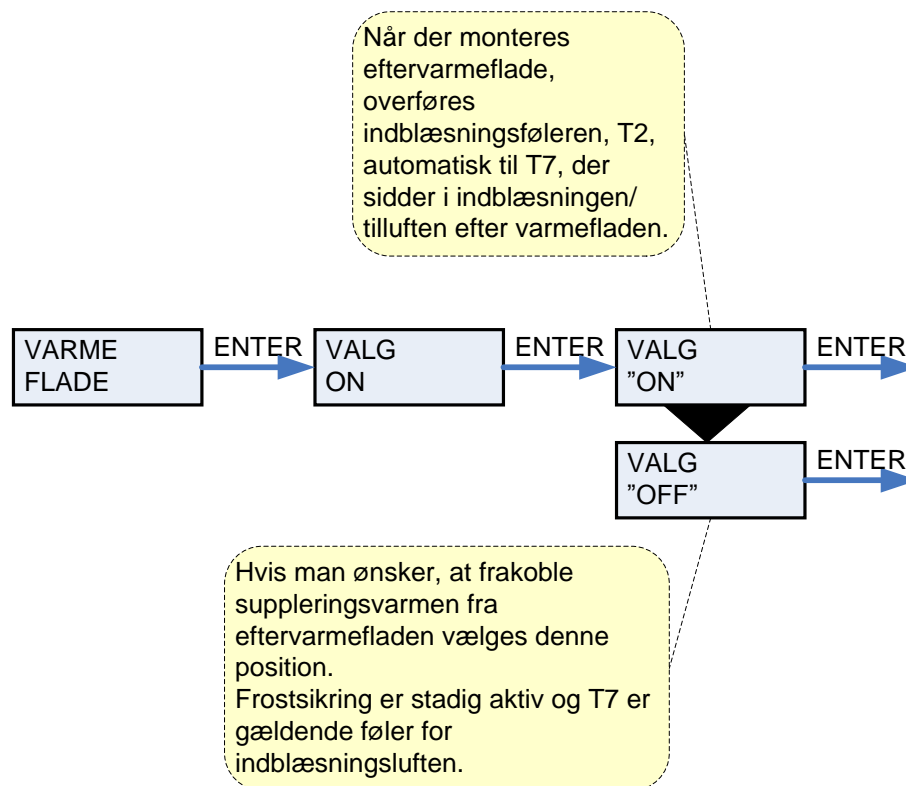 Når der monteres
eftervarmeflade,
overføres
indblæsningsføleren, T2,
automatisk til T7, der
sidder i indblæsningen/
tilluften efter varmefladen.
VARME
FLADE
ENTER
VALG
ON
ENTER
VALG
”ON”
ENTER
VALG
”OFF”
ENTER
Hvis man ønsker, at frakoble
suppleringsvarmen fra
eftervarmefladen vælges denne
position.
Frostsikring er stadig aktiv og T7 er
gældende føler for
indblæsningsluften.